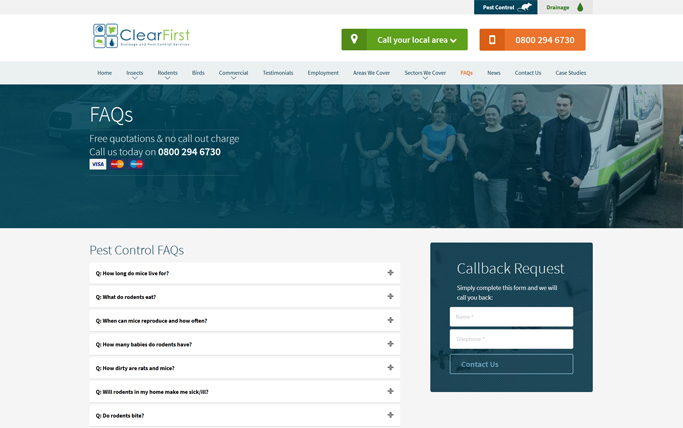 Pest Control
Drainage
ClearFirst
Drainage and Pest Control Services
Call your local area
0800 294 6730
Home
Insects
Rodents
Birds
Commercial
Testimonials
Employment
Areas We Cover
Sectors We Cover
FAQs
News
Contact Us
Case Studies
FAQs
Free quotations & no call out charge
Call us today on 0800 294 6730
VISA
Pest Control FAQs
Q: How long do mice live for?
Q: What do rodents eat?
Q: When can mice reproduce and how often?
Q: How many babies do rodents have?
Q: How dirty are rats and mice?
Q: Will rodents in my home make me sick/ill?
Q: Do rodents bite?
Callback Request
Simply complete this form and we will
call you back:
Name *
Telephone *
Contact Us